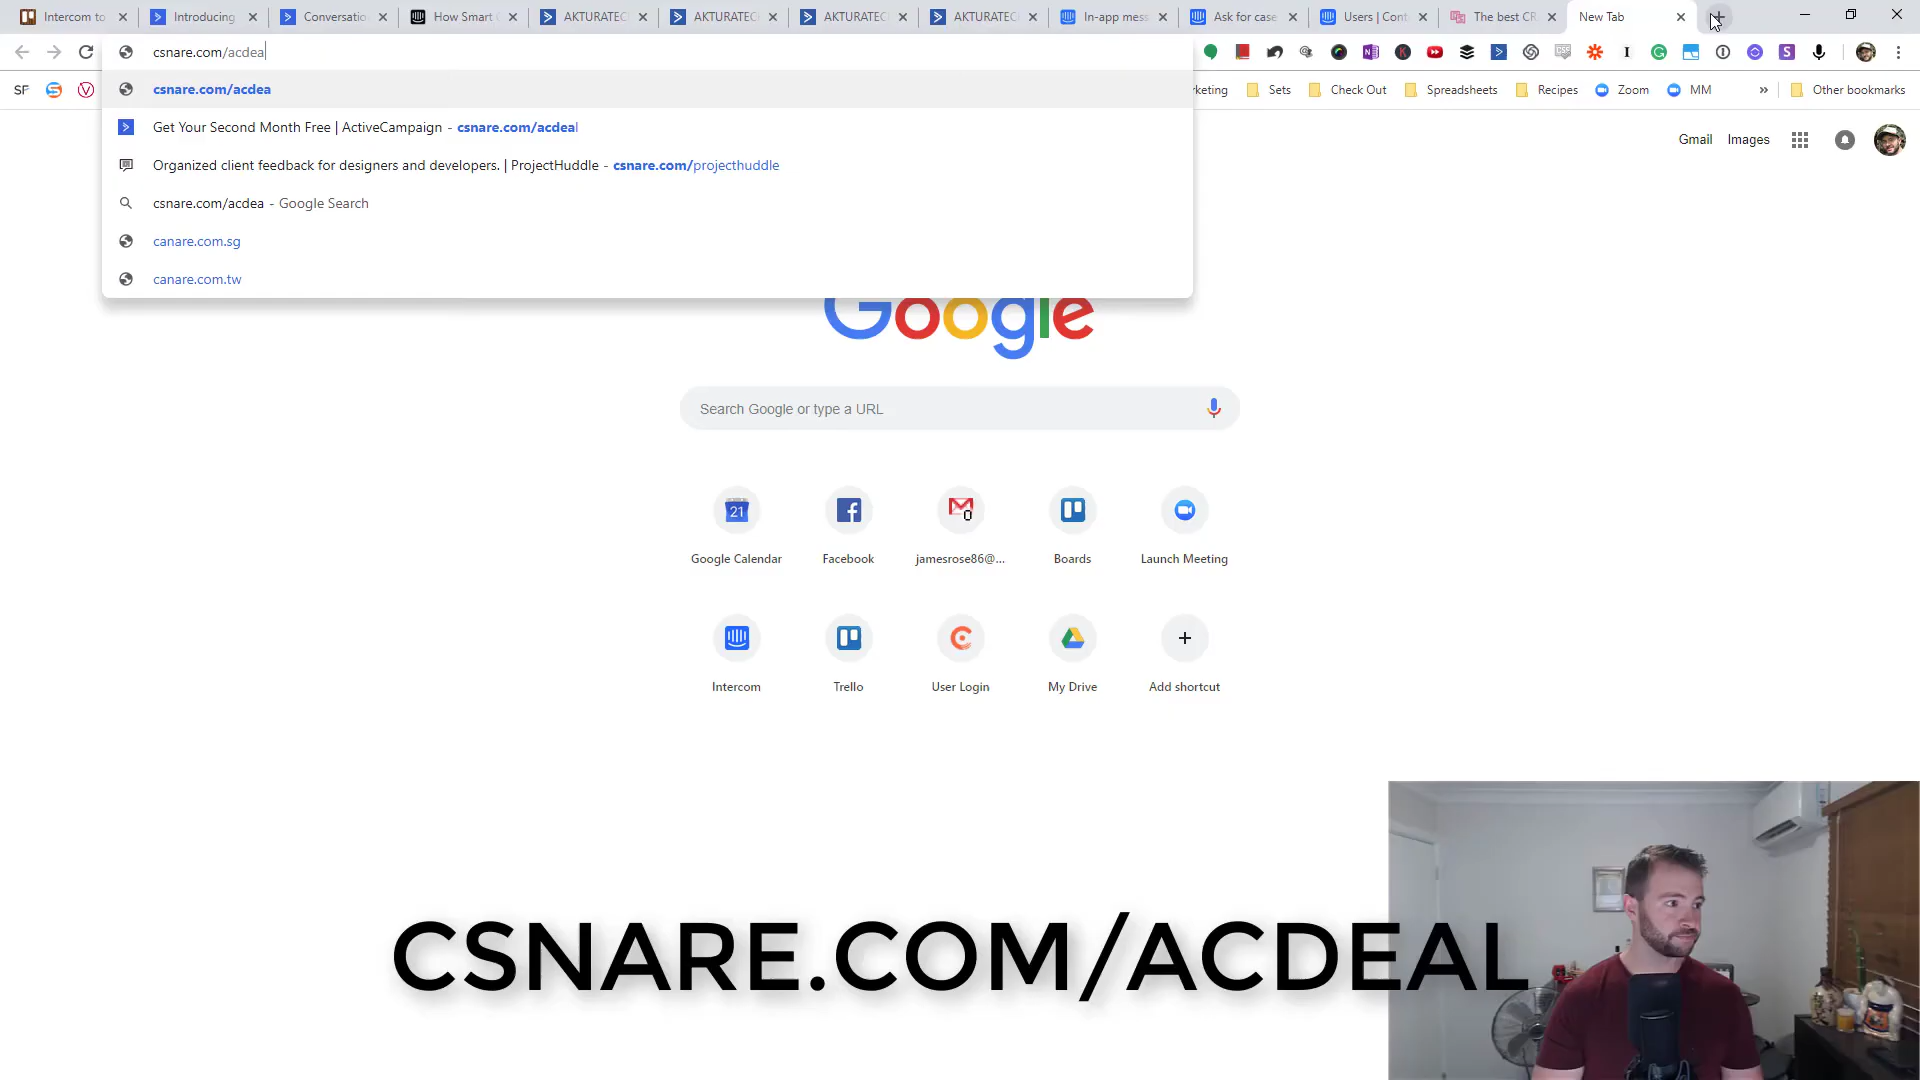 Intercom to
Introducing
Conversatio
How Smart
AKTURATEC
AKTURATEC
AKTURATEC
AKTURATEC
In-app mess
Ask for case
Users | Cont
The best CR
New Tab
csnare.com/acdea
csnare.com/acdea
Get Your Second Month Free | ActiveCampaign - csnare.com/acdeal
Organized client feedback for designers and developers. | ProjectHuddle - csnare.com/projecthuddle
csnare.com/acdea - Google Search
canare.com.sg
canare.com.tw
SF
rketing
Sets
Check Out
Spreadsheets
Recipes
Zoom
MM
»
Other bookmarks
Gmail
Images
Google
Search Google or type a URL
21
Google Calendar
Facebook
0
jamesrose86@...
Boards
Launch Meeting
Intercom
Trello
User Login
My Drive
Add shortcut
CSNARE.COM/ACDEAL